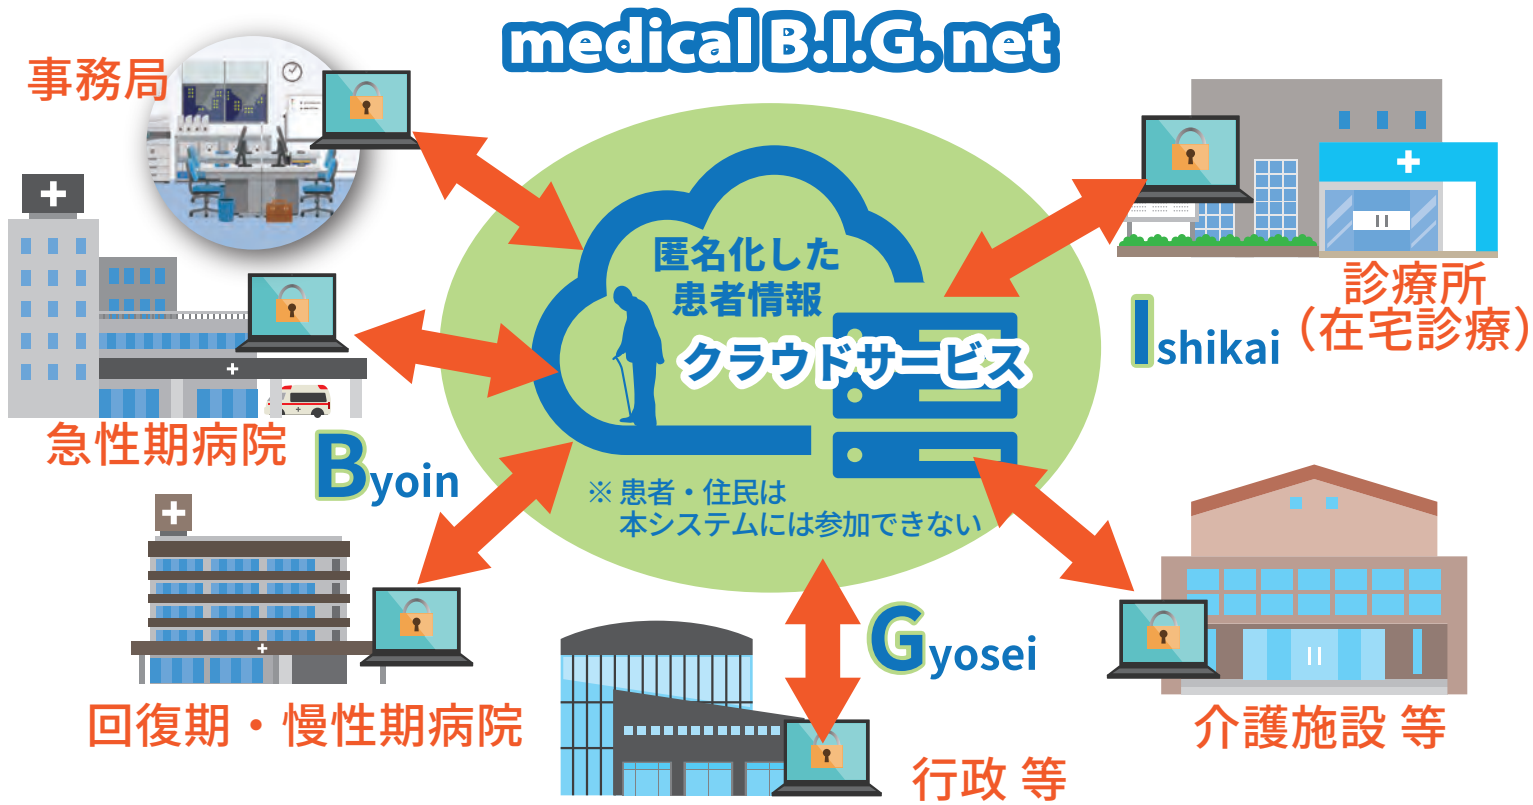 medical B.I.G. net
事務局
匿名化した
患者情報
クラウドサービス
診療所
（在宅診療）
Ishikai
急性期病院
Byoin
※ 患者・住民は
本システムには参加できない
Gyosei
回復期・慢性期病院
介護施設 等
行政 等